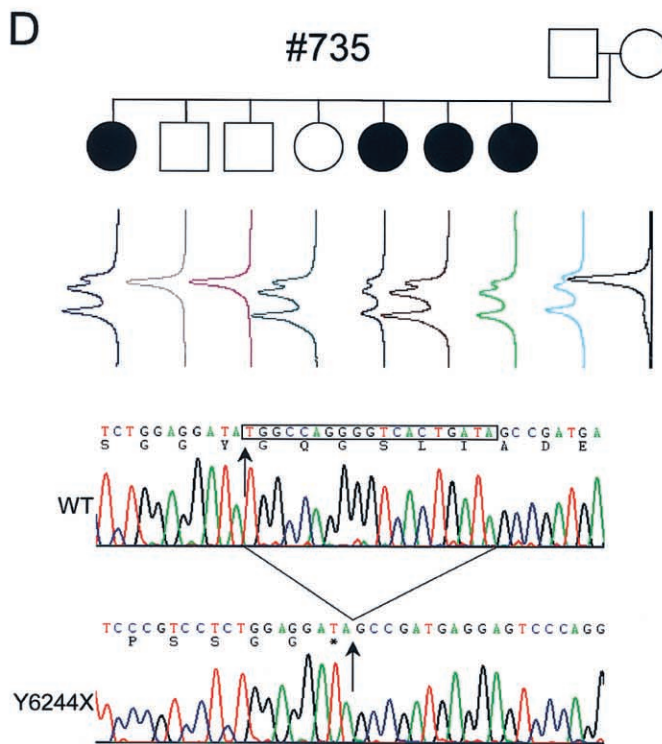 D
#735
TCTGGAGGATATGGCCAGGGGTCACTGATAGCCGATGA
S G G Y G Q G S L I A D E
WT
TCCCGTCCTCTGGAGGATAGCCGATGAGGAGTCCCAGG
P S S G G *
Y6244X